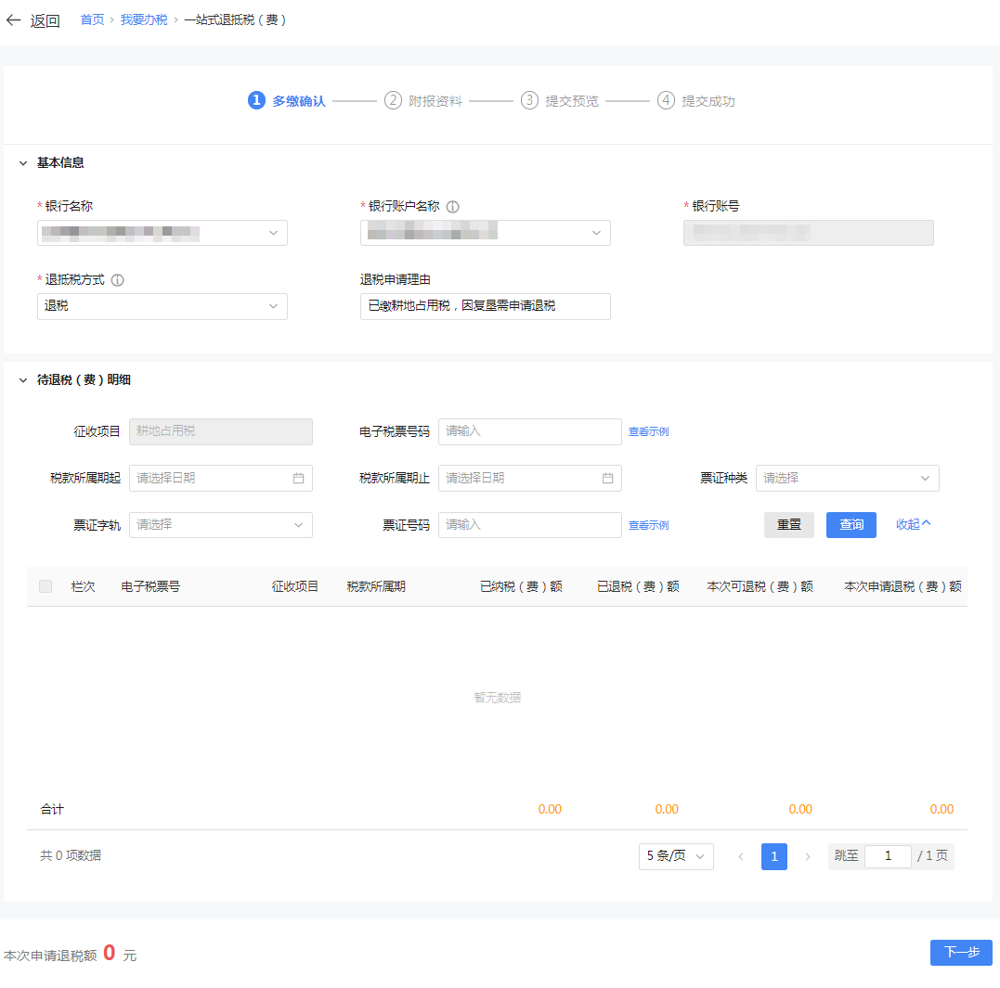 返回 首页 › 我要办税 › 一站式退抵税（费）
1 多缴确认 2 附报资料 3 提交预览 4 提交成功
基本信息
* 银行名称 * 银行账户名称 * 银行账号
* 退抵税方式 退税申请理由
退税 已缴耕地占用税，因复垦需申请退税
待退税（费）明细
征收项目 耕地占用税 电子税票号码 请输入 查看示例
税款所属期起 请选择日期 税款所属期止 请选择日期 票证种类 请选择
票证字轨 请选择 票证号码 请输入 查看示例 重置 查询 收起
栏次 电子税票号 征收项目 税款所属期 已纳税（费）额 已退税（费）额 本次可退税（费）额 本次申请退税（费）额
暂无数据
合计 0.00 0.00 0.00 0.00
共 0 项数据 5 条/页 ‹ 1 › 跳至 1 / 1 页
本次申请退税额 0 元 下一步